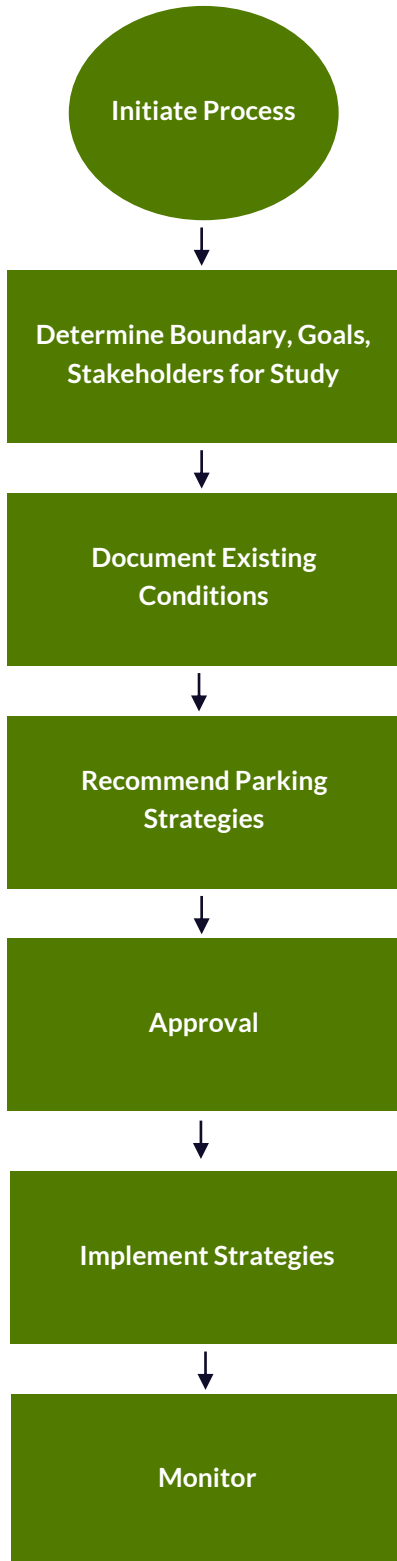 Initiate Process
Determine Boundary, Goals,
Stakeholders for Study
Document Existing
Conditions
Recommend Parking
Strategies
Approval
Implement Strategies
Monitor